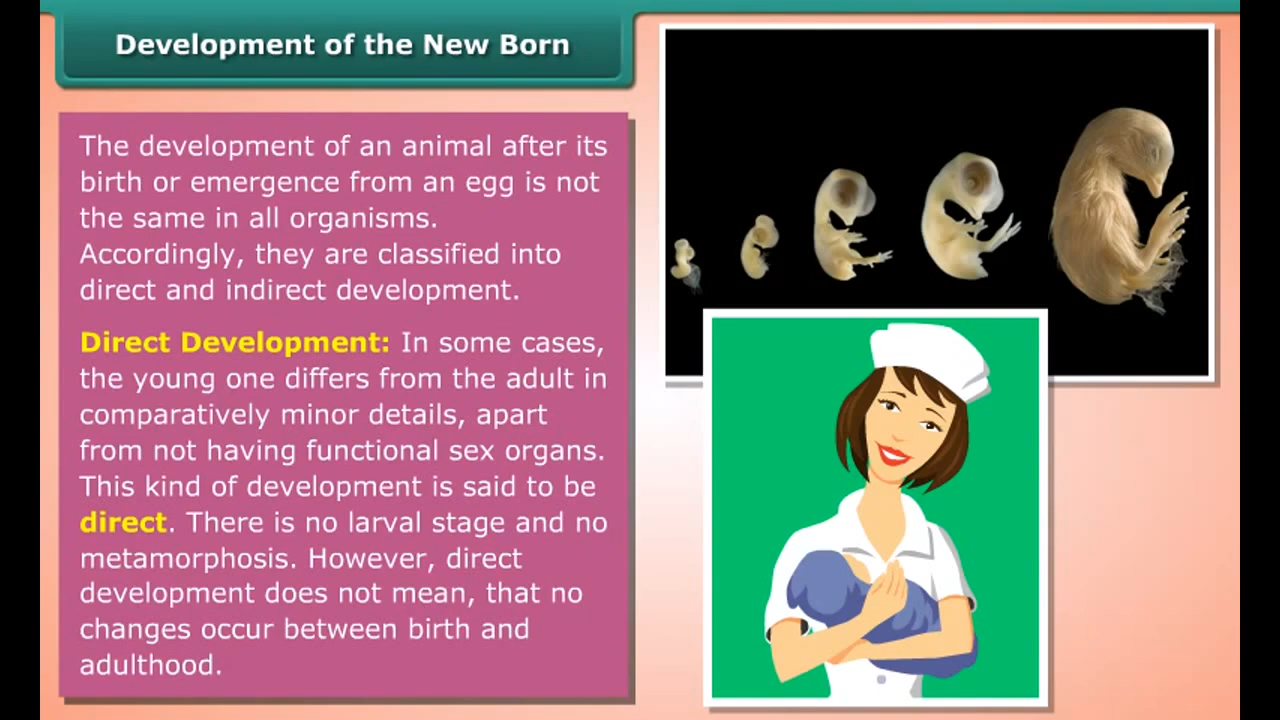 Development of the New Born
The development of an animal after its
birth or emergence from an egg is not
the same in all organisms.
Accordingly, they are classified into
direct and indirect development.
Direct Development: In some cases,
the young one differs from the adult in
comparatively minor details, apart
from not having functional sex organs.
This kind of development is said to be
direct. There is no larval stage and no
metamorphosis. However, direct
development does not mean, that no
changes occur between birth and
adulthood.